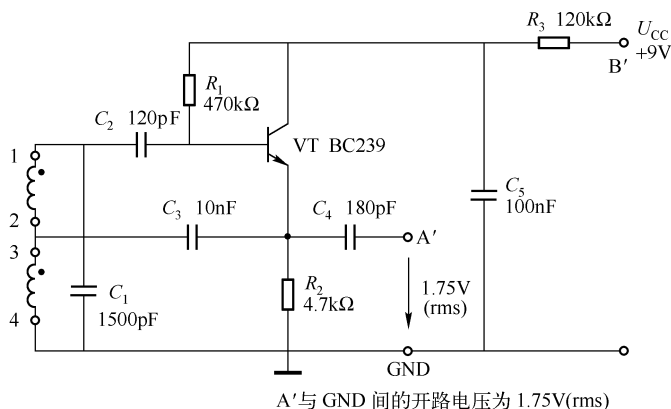 R3 120kΩ
UCC
+9V
B′
R1
470kΩ
C2 120pF
VT BC239
1
2
3
4
C3 10nF
C4 180pF
A′
C5
100nF
C1
1500pF
R2
4.7kΩ
1.75V
(rms)
GND
A′与 GND 间的开路电压为 1.75V(rms)